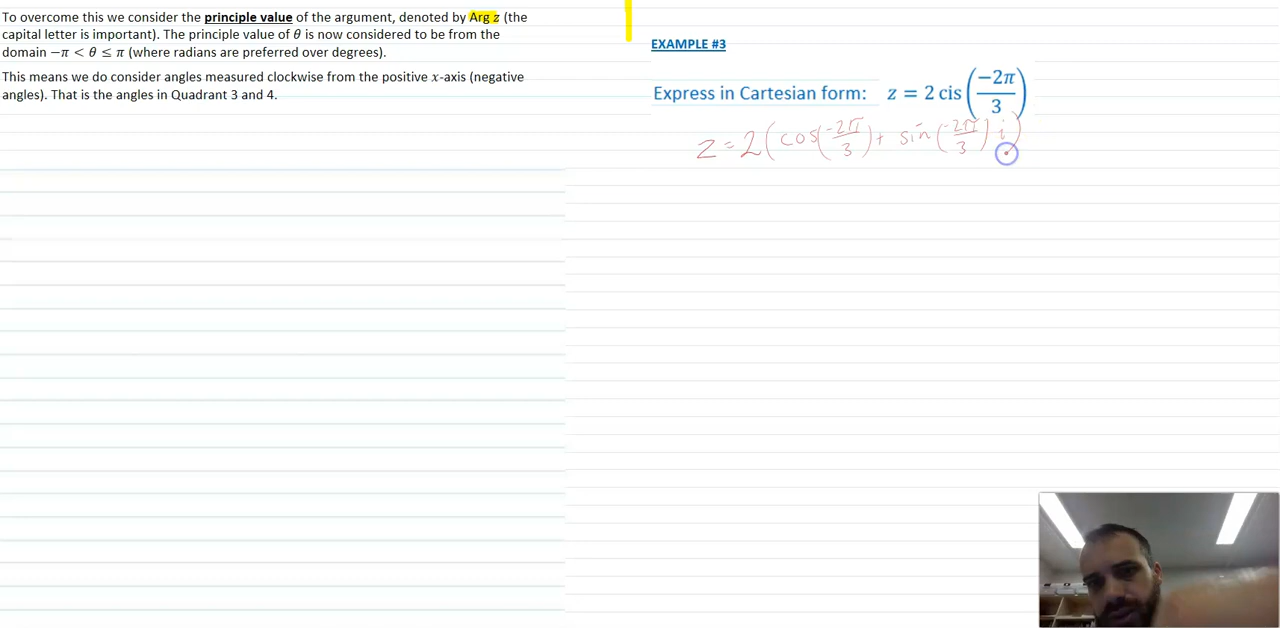 To overcome this we consider the principle value of the argument, denoted by Arg z (the
capital letter is important). The principle value of θ is now considered to be from the
domain −π < θ ≤ π (where radians are preferred over degrees).
This means we do consider angles measured clockwise from the positive x-axis (negative
angles). That is the angles in Quadrant 3 and 4.
EXAMPLE #3
Express in Cartesian form: z = 2 cis (−2π/3)
z = 2(cos(-2π/3) + sin(-2π/3)i)